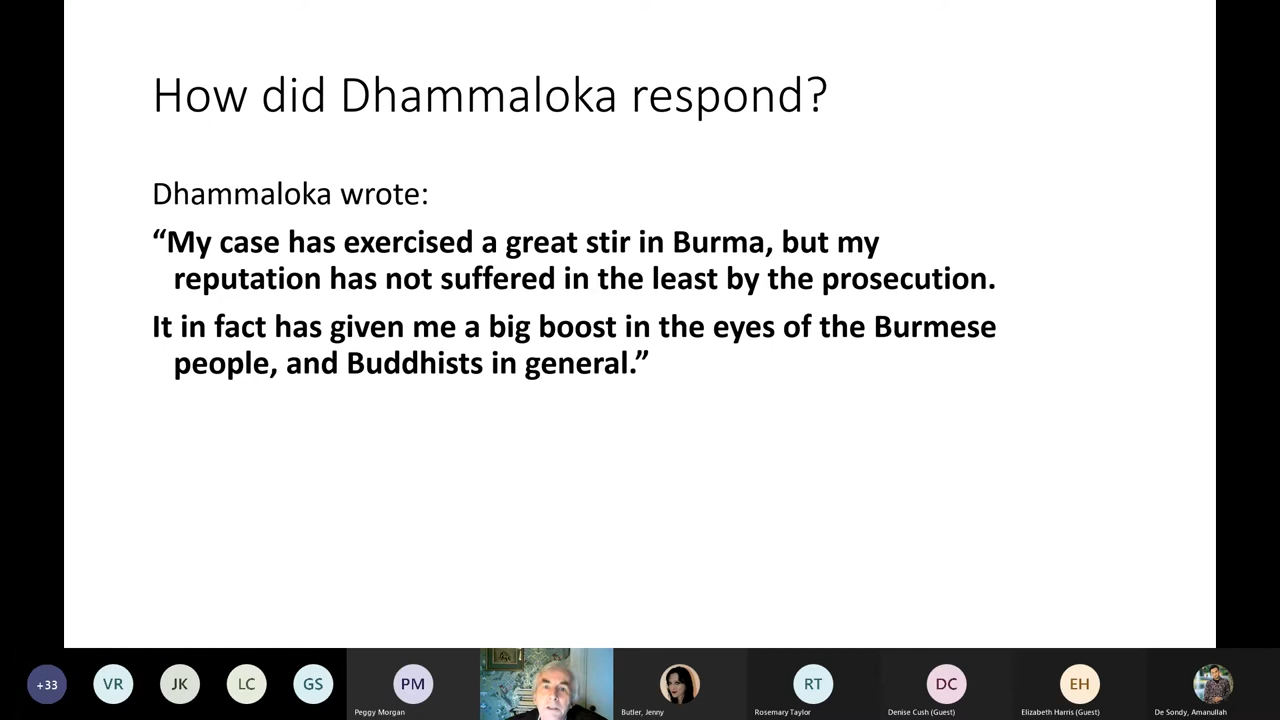 How did Dhammaloka respond?
Dhammaloka wrote:
“My case has exercised a great stir in Burma, but my
reputation has not suffered in the least by the prosecution.
It in fact has given me a big boost in the eyes of the Burmese
people, and Buddhists in general.”
+33
VR
JK
LC
GS
PM
RT
DC
EH
Peggy Morgan
Butler, Jenny
Rosemary Taylor
Denise Cush (Guest)
Elizabeth Harris (Guest)
De Sondy, Amanullah